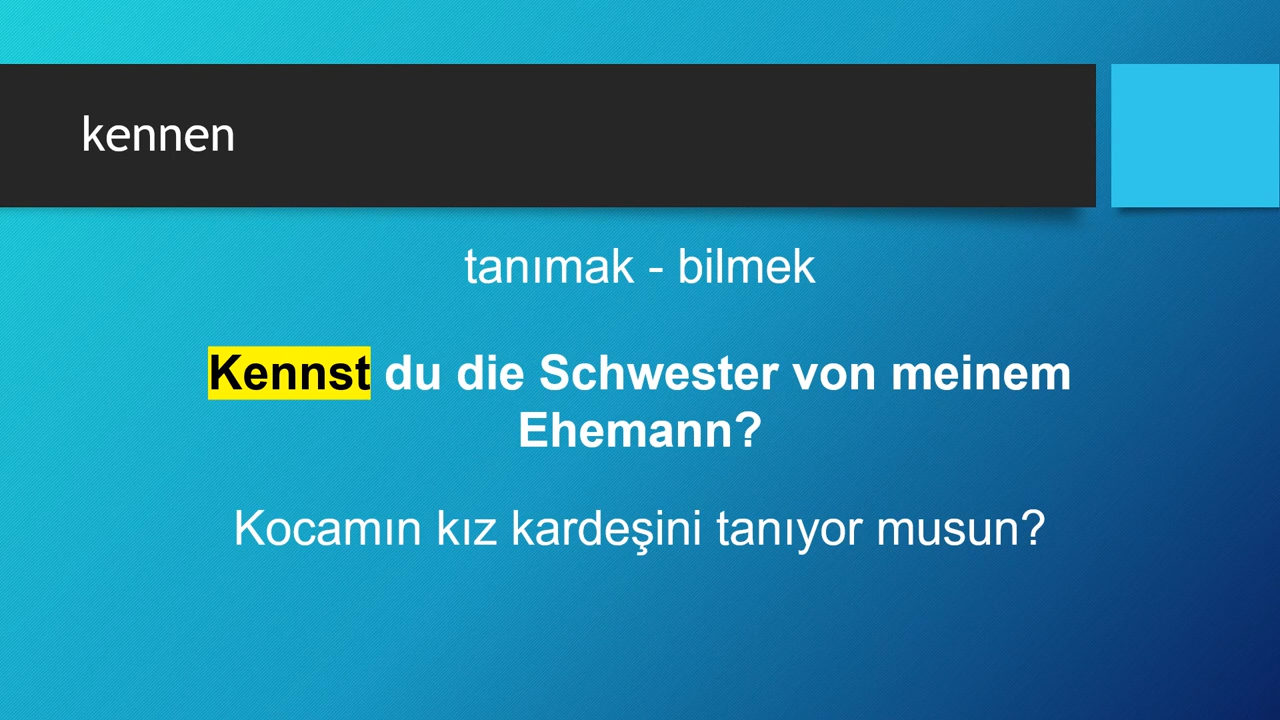 kennen
tanımak - bilmek
Kennst du die Schwester von meinem
Ehemann?
Kocamın kız kardeşini tanıyor musun?